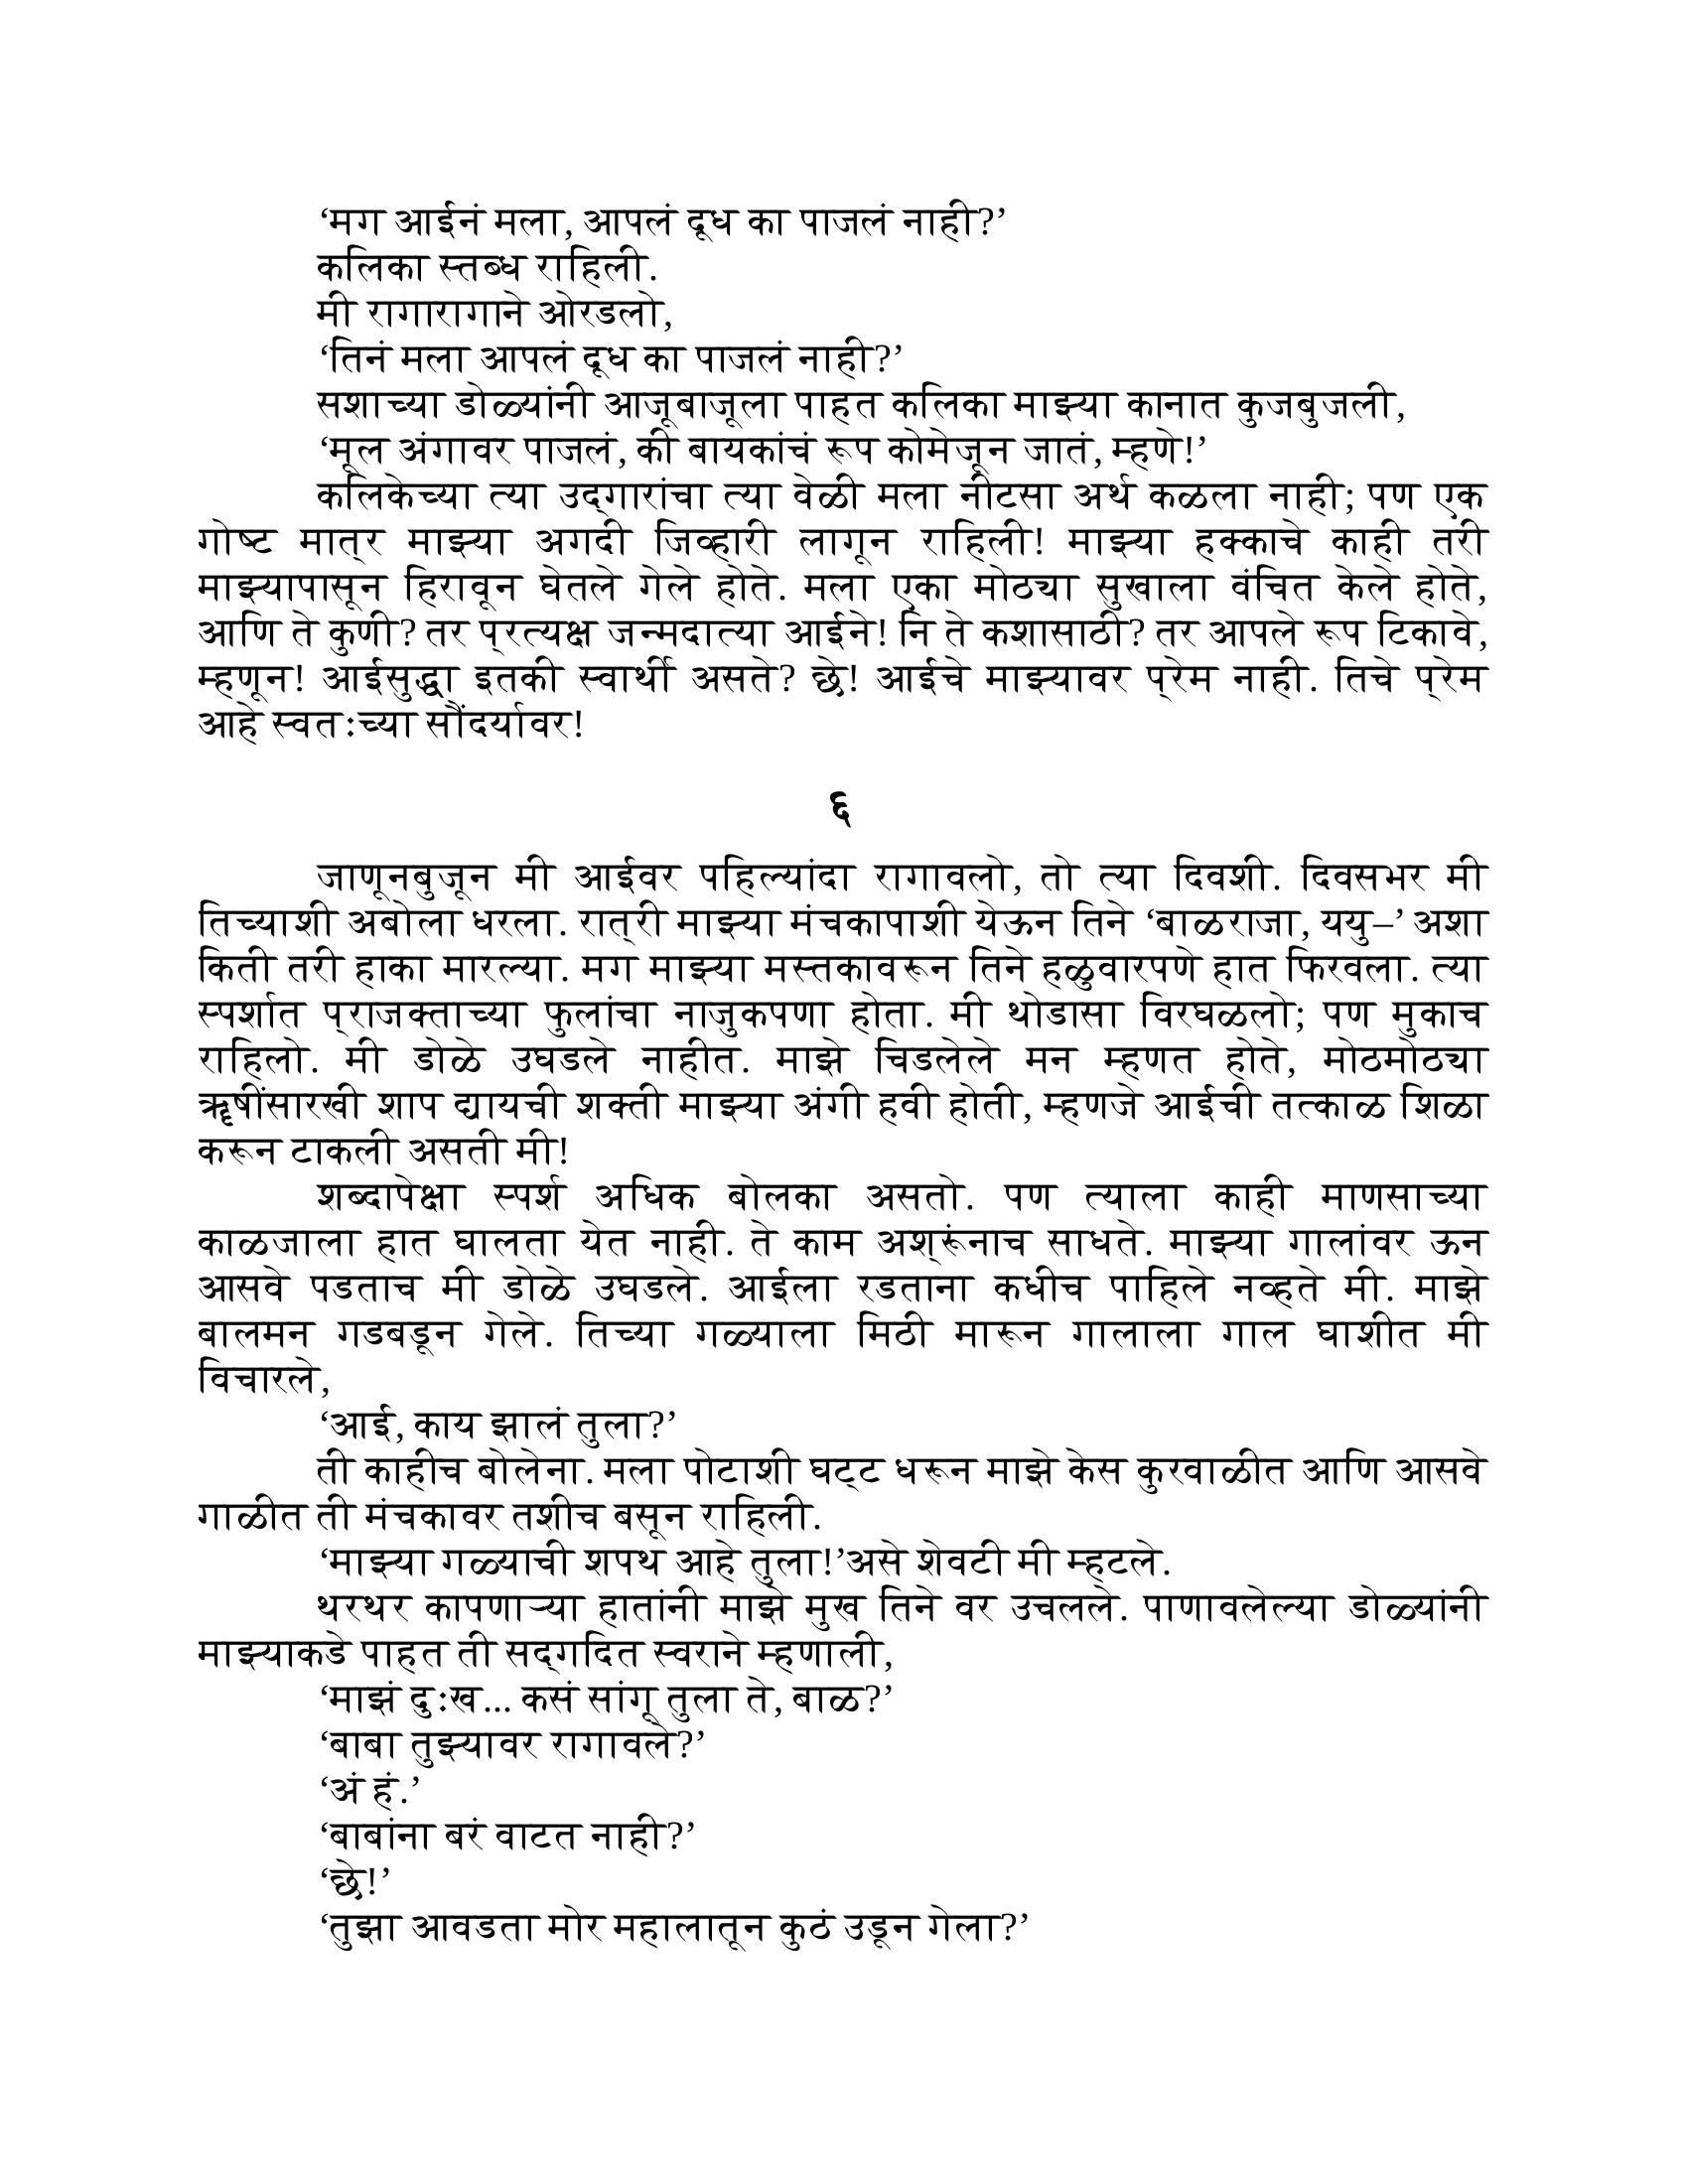 ‘मग आईनं मला, आपलं दूध का पाजलं नाही?’
कलिका स्तब्ध राहिली.
मी रागारागाने ओरडलो,
‘तिनं मला आपलं दूध का पाजलं नाही?’
सशाच्या डोळ्यांनी आजूबाजूला पाहत कलिका माझ्या कानात कुजबुजली,
‘मूल अंगावर पाजलं, की बायकांचं रूप कोमेजून जातं, म्हणे!’
कलिकेच्या त्या उद्‌गारांचा त्या वेळी मला नीटसा अर्थ कळला नाही; पण एक
गोष्ट मात्र माझ्या अगदी जिव्हारी लागून राहिली! माझ्या हक्काचे काही तरी
माझ्यापासून हिरावून घेतले गेले होते. मला एका मोठ्या सुखाला वंचित केले होते,
आणि ते कुणी? तर प्रत्यक्ष जन्मदात्या आईने! नि ते कशासाठी? तर आपले रूप टिकावे,
म्हणून! आईसुद्धा इतकी स्वार्थी असते? छे! आईचे माझ्यावर प्रेम नाही. तिचे प्रेम
आहे स्वतःच्या सौंदर्यावर!
६
जाणूनबुजून मी आईवर पहिल्यांदा रागावलो, तो त्या दिवशी. दिवसभर मी
तिच्याशी अबोला धरला. रात्री माझ्या मंचकापाशी येऊन तिने ‘बाळराजा, ययु–’ अशा
किती तरी हाका मारल्या. मग माझ्या मस्तकावरून तिने हळुवारपणे हात फिरवला. त्या
स्पर्शात प्राजक्ताच्या फुलांचा नाजुकपणा होता. मी थोडासा विरघळलो; पण मुकाच
राहिलो. मी डोळे उघडले नाहीत. माझे चिडलेले मन म्हणत होते, मोठमोठ्या
ॠषींसारखी शाप द्यायची शक्ती माझ्या अंगी हवी होती, म्हणजे आईची तत्काळ शिळा
करून टाकली असती मी!
शब्दापेक्षा स्पर्श अधिक बोलका असतो. पण त्याला काही माणसाच्या
काळजाला हात घालता येत नाही. ते काम अश्रूंनाच साधते. माझ्या गालांवर ऊन
आसवे पडताच मी डोळे उघडले. आईला रडताना कधीच पाहिले नव्हते मी. माझे
बालमन गडबडून गेले. तिच्या गळ्याला मिठी मारून गालाला गाल घाशीत मी
विचारले,
‘आई, काय झालं तुला?’
ती काहीच बोलेना. मला पोटाशी घट्ट धरून माझे केस कुरवाळीत आणि आसवे
गाळीत ती मंचकावर तशीच बसून राहिली.
‘माझ्या गळ्याची शपथ आहे तुला!’असे शेवटी मी म्हटले.
थरथर कापणाऱ्या हातांनी माझे मुख तिने वर उचलले. पाणावलेल्या डोळ्यांनी
माझ्याकडे पाहत ती सद्‌गदित स्वराने म्हणाली,
‘माझं दुःख... कसं सांगू तुला ते, बाळ?’
‘बाबा तुझ्यावर रागावले?’
‘अं हं.’
‘बाबांना बरं वाटत नाही?’
‘छे!’
‘तुझा आवडता मोर महालातून कुठं उडून गेला?’